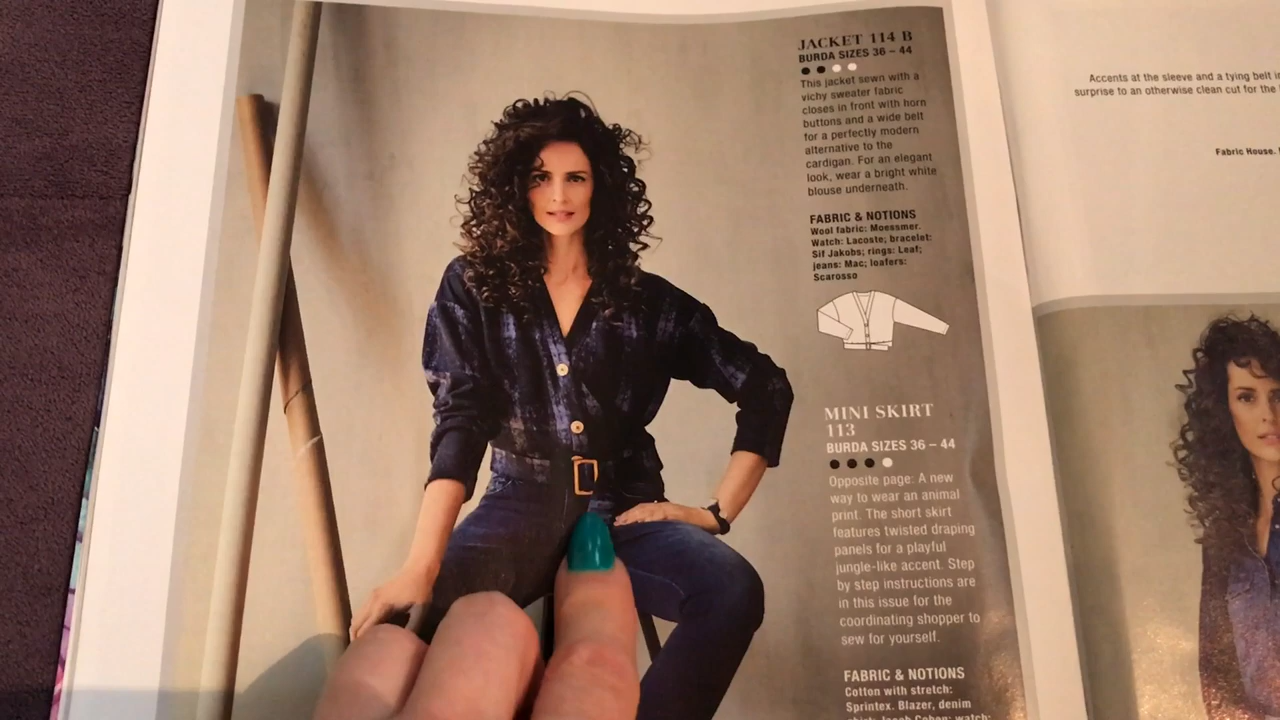 JACKET 114 B
BURDA SIZES 36 – 44
This jacket sewn with a
vichy sweater fabric
closes in front with horn
buttons and a wide belt
for a perfectly modern
alternative to the
cardigan. For an elegant
look, wear a bright white
blouse underneath.
FABRIC & NOTIONS
Wool fabric: Moessmer.
Watch: Lacoste; bracelet:
Sif Jakobs; rings: Leaf;
jeans: Mac; loafers:
Scarosso
MINI SKIRT
113
BURDA SIZES 36 – 44
Opposite page: A new
way to wear an animal
print. The short skirt
features twisted draping
panels for a playful
jungle-like accent. Step
by step instructions are
in this issue for the
coordinating shopper to
sew for yourself.
FABRIC & NOTIONS
Cotton with stretch:
Sprintex. Blazer, denim
shirt: Jacob Cohen; watch:
Accents at the sleeve and a tying belt
surprise to an otherwise clean cut for the
Fabric House.